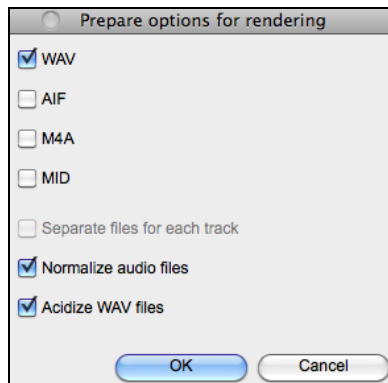 Prepare options for rendering
WAV
AIF
M4A
MID
Separate files for each track
Normalize audio files
Acidize WAV files
OK Cancel